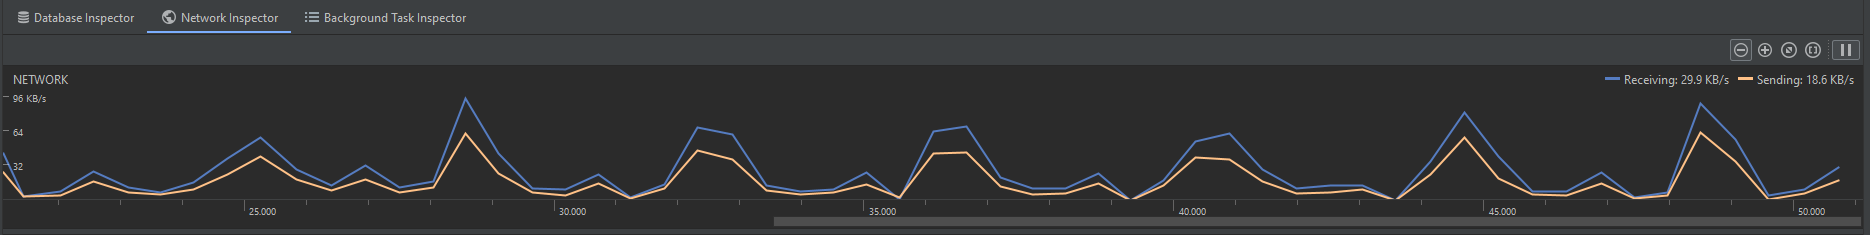 Database Inspector Network Inspector Background Task Inspector
NETWORK Receiving: 29.9 KB/s Sending: 18.6 KB/s
96 KB/s
64
32
25.000 30.000 35.000 40.000 45.000 50.000